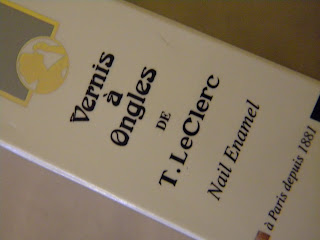 Vernis
à
Ongles
DE
T. LeClerc
Nail Enamel
à Paris depuis 1881